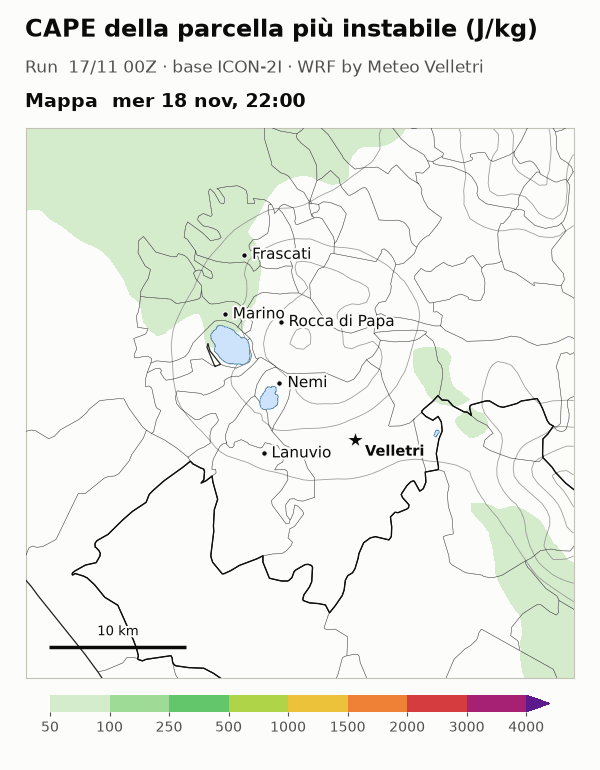 CAPE della parcella più instabile (J/kg)
Run  17/11 00Z · base ICON-2I · WRF by Meteo Velletri
Mappa  mer 18 nov, 22:00
Frascati
Marino
Rocca di Papa
Nemi
Velletri
Lanuvio
10 km
50 100 250 500 1000 1500 2000 3000 4000